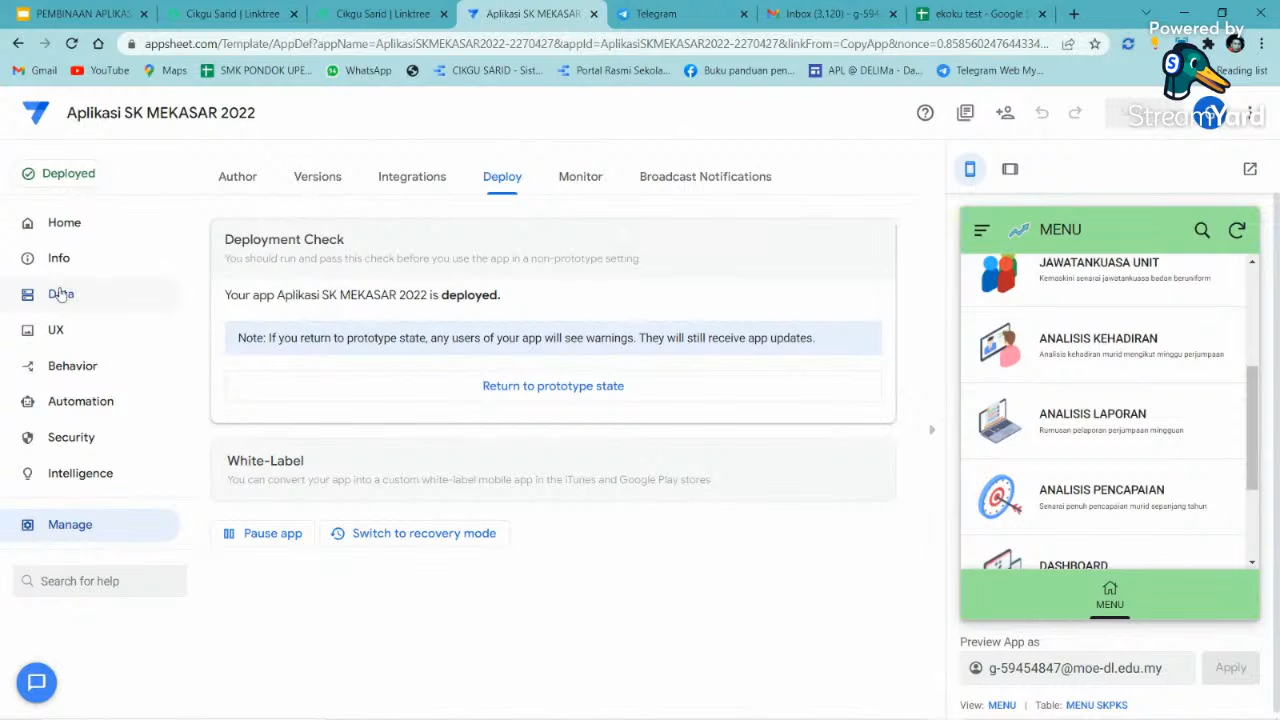 PEMBINAAN APLIKAS
Cikgu Sarid | Linktree
Cikgu Sarid | Linktree
Aplikasi SK MEKASAR
Telegram
Inbox (3,120) - g-594
ekoku test - Google S
Powered by
appsheet.com/Template/AppDef?appName=AplikasiSKMEKASAR2022-2270427&appId=AplikasiSKMEKASAR2022-2270427&linkFrom=CopyApp&nonce=0.858560247644334...
Gmail
YouTube
Maps
SMK PONDOK UPE...
WhatsApp
CIKGU SARID - Sist...
Portal Rasmi Sekola...
Buku panduan pen...
APL @ DELIMa - Da...
Telegram Web My...
Reading list
StreamYard
Aplikasi SK MEKASAR 2022
Deployed
Author
Versions
Integrations
Deploy
Monitor
Broadcast Notifications
Home
Info
UX
Behavior
Automation
Security
Intelligence
Manage
Search for help
Deployment Check
You should run and pass this check before you use the app in a non-prototype setting
Your app Aplikasi SK MEKASAR 2022 is deployed.
Note: If you return to prototype state, any users of your app will see warnings. They will still receive app updates.
Return to prototype state
White-Label
You can convert your app into a custom white-label mobile app in the iTunes and Google Play stores
Pause app
Switch to recovery mode
MENU
JAWATANKUASA UNIT
Kemaskini senarai jawatankuasa badan beruniform
ANALISIS KEHADIRAN
Analisis kehadiran murid mengikut minggu perjumpaan
ANALISIS LAPORAN
Rumusan pelaporan perjumpaan mingguan
ANALISIS PENCAPAIAN
Senarai penuh pencapaian murid sepanjang tahun
DASHBOARD
MENU
Preview App as
g-59454847@moe-dl.edu.my
Apply
View: MENU | Table: MENU SKPKS